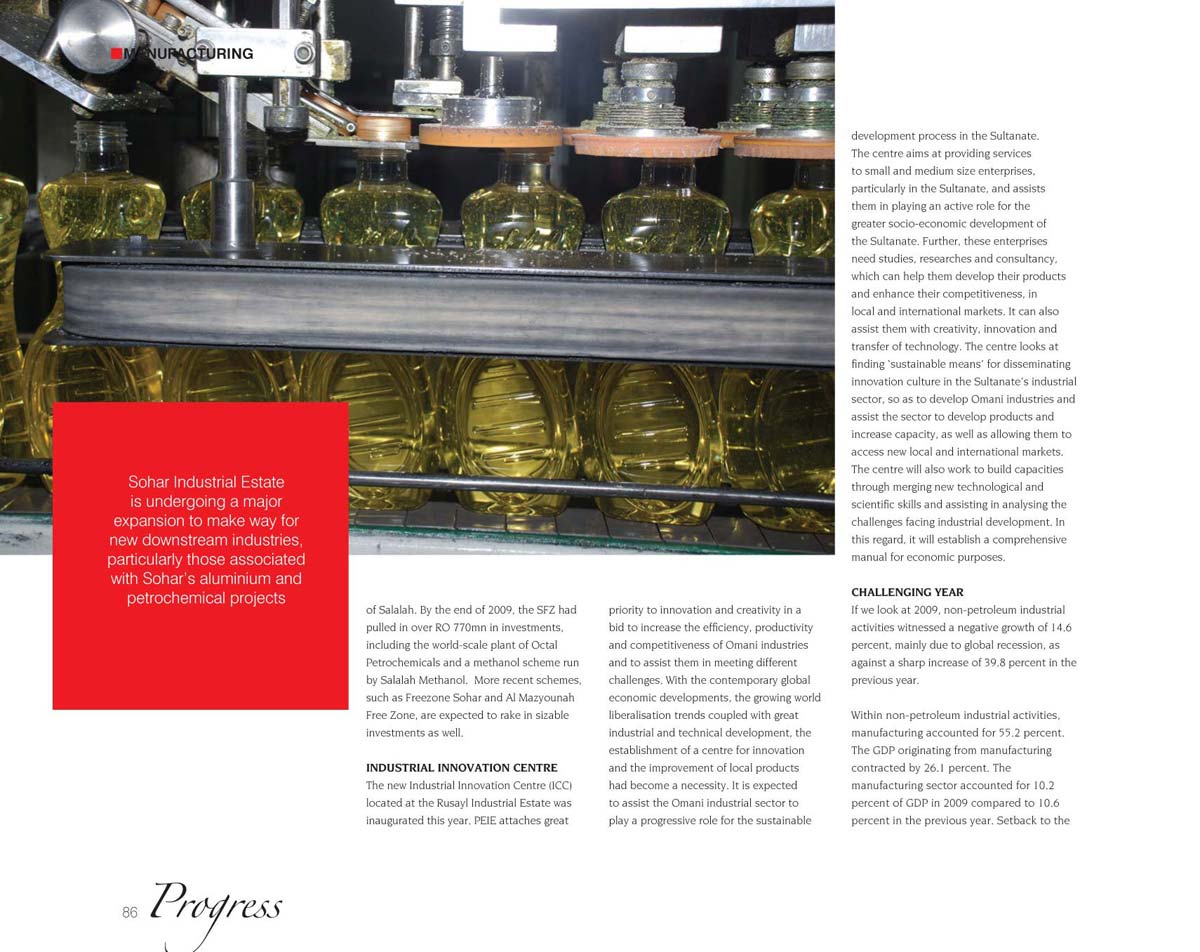 MANUFACTURING
Sohar Industrial Estate
is undergoing a major
expansion to make way for
new downstream industries,
particularly those associated
with Sohar's aluminium and
petrochemical projects
of Salalah. By the end of 2009, the SFZ had
pulled in over RO 770mn in investments,
including the world-scale plant of Octal
Petrochemicals and a methanol scheme run
by Salalah Methanol. More recent schemes,
such as Freezone Sohar and Al Mazyounah
Free Zone, are expected to rake in sizable
investments as well.
INDUSTRIAL INNOVATION CENTRE
The new Industrial Innovation Centre (ICC)
located at the Rusayl Industrial Estate was
inaugurated this year. PEIE attaches great
priority to innovation and creativity in a
bid to increase the efficiency, productivity
and competitiveness of Omani industries
and to assist them in meeting different
challenges. With the contemporary global
economic developments, the growing world
liberalisation trends coupled with great
industrial and technical development, the
establishment of a centre for innovation
and the improvement of local products
had become a necessity. It is expected
to assist the Omani industrial sector to
play a progressive role for the sustainable
development process in the Sultanate.
The centre aims at providing services
to small and medium size enterprises,
particularly in the Sultanate, and assists
them in playing an active role for the
greater socio-economic development of
the Sultanate. Further, these enterprises
need studies, researches and consultancy,
which can help them develop their products
and enhance their competitiveness, in
local and international markets. It can also
assist them with creativity, innovation and
transfer of technology. The centre looks at
finding ‘sustainable means’ for disseminating
innovation culture in the Sultanate's industrial
sector, so as to develop Omani industries and
assist the sector to develop products and
increase capacity, as well as allowing them to
access new local and international markets.
The centre will also work to build capacities
through merging new technological and
scientific skills and assisting in analysing the
challenges facing industrial development. In
this regard, it will establish a comprehensive
manual for economic purposes.
CHALLENGING YEAR
If we look at 2009, non-petroleum industrial
activities witnessed a negative growth of 14.6
percent, mainly due to global recession, as
against a sharp increase of 39.8 percent in the
previous year.
Within non-petroleum industrial activities,
manufacturing accounted for 55.2 percent.
The GDP originating from manufacturing
contracted by 26.1 percent. The
manufacturing sector accounted for 10.2
percent of GDP in 2009 compared to 10.6
percent in the previous year. Setback to the
86 Progress